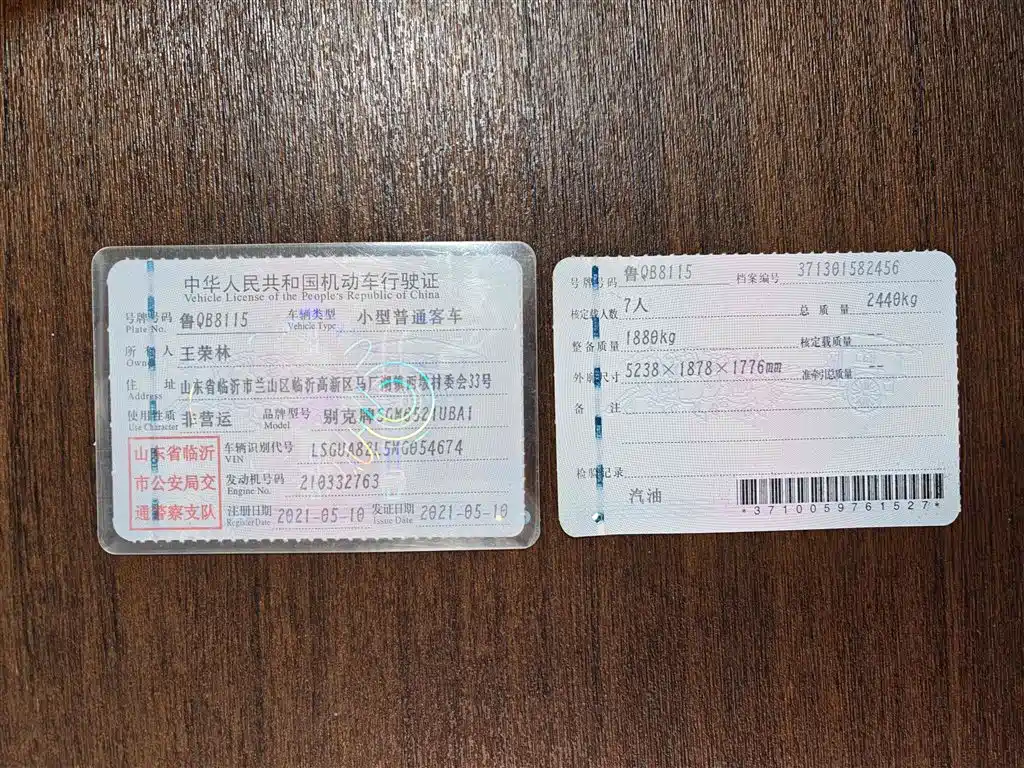 中华人民共和国机动车行驶证
Vehicle License of the People's Republic of China
号牌号码 鲁QB8115 车辆类型 小型普通客车
Plate No. Vehicle Type
所有人 王荣林
Owner
住址 山东省临沂市兰山区临沂高新区马厂湖镇西坝村委会33号
Address
使用性质 非营运 品牌型号 别克牌SGM6521UBA1
Use Character Model
山东省临沂
市公安局交
通警察支队
车辆识别代号 LSGUA82L5MG054674
VIN
发动机号码 210332763
Engine No.
注册日期 2021-05-10 发证日期 2021-05-10
Register Date Issue Date
号牌号码 鲁QB8115 档案编号 371301582456
核定载人数 7人 总质量 2440kg
整备质量 1880kg 核定载质量 --
外廓尺寸 5238×1878×1776mm 准牵引总质量 --
备注
检验记录
汽油
*3710059761527*